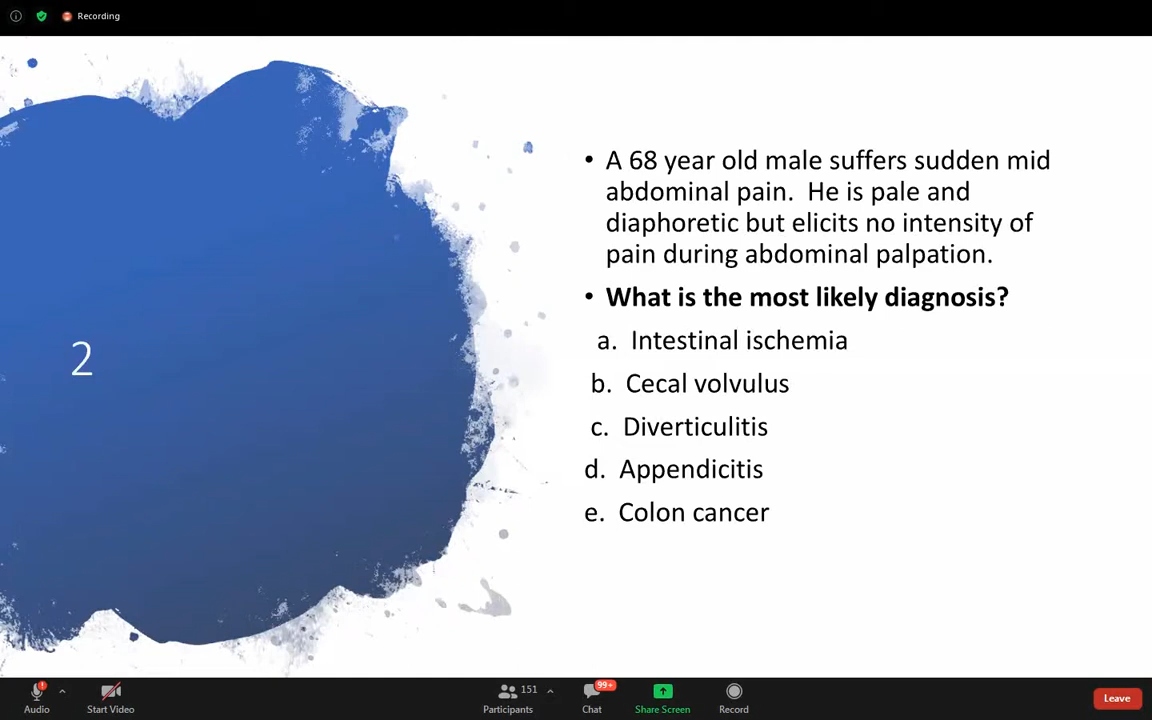 Recording
2
• A 68 year old male suffers sudden mid
abdominal pain.  He is pale and
diaphoretic but elicits no intensity of
pain during abdominal palpation.
• What is the most likely diagnosis?
a.  Intestinal ischemia
b.  Cecal volvulus
c.  Diverticulitis
d.  Appendicitis
e.  Colon cancer
Audio
Start Video
151
Participants
99+
Chat
Share Screen
Record
Leave